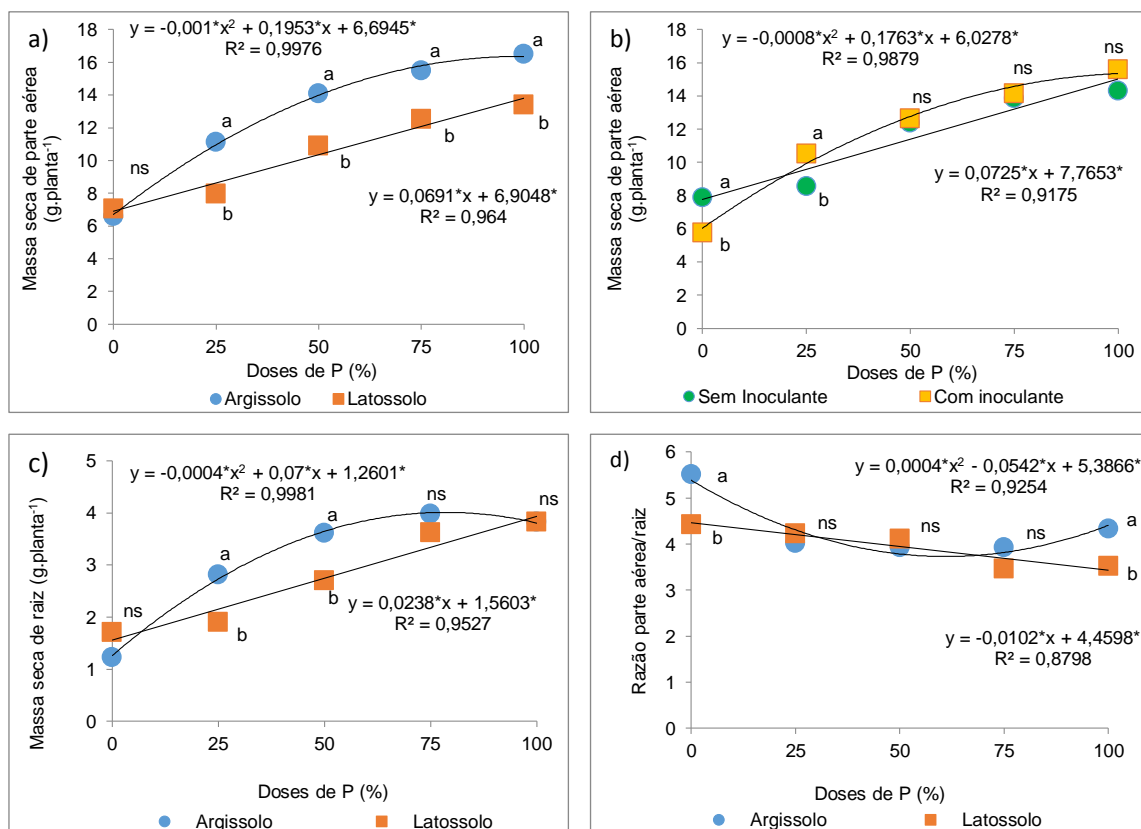 a)
y = -0,001*x² + 0,1953*x + 6,6945*
R² = 0,9976
Massa seca de parte aérea
(g.planta⁻¹)
18
16
14
12
10
8
6
4
2
0
ns
a
a
a
a
b
b
b
b
y = 0,0691*x + 6,9048*
R² = 0,964
0 25 50 75 100
Doses de P (%)
Argissolo Latossolo
b)
y = -0,0008*x² + 0,1763*x + 6,0278*
R² = 0,9879
Massa seca de parte aérea
(g.planta⁻¹)
18
16
14
12
10
8
6
4
2
0
a
b
a
b
ns
ns
ns
y = 0,0725*x + 7,7653*
R² = 0,9175
0 25 50 75 100
Doses de P (%)
Sem Inoculante Com inoculante
c)
y = -0,0004*x² + 0,07*x + 1,2601*
R² = 0,9981
Massa seca de raiz (g.planta⁻¹)
5
4
3
2
1
0
ns
a
b
a
b
ns
ns
y = 0,0238*x + 1,5603*
R² = 0,9527
0 25 50 75 100
Doses de P (%)
Argissolo Latossolo
d)
y = 0,0004*x² - 0,0542*x + 5,3866*
R² = 0,9254
Razão parte aérea/raiz
6
5
4
3
2
1
0
a
b
ns
ns
ns
a
b
y = -0,0102*x + 4,4598*
R² = 0,8798
0 25 50 75 100
Doses de P (%)
Argissolo Latossolo